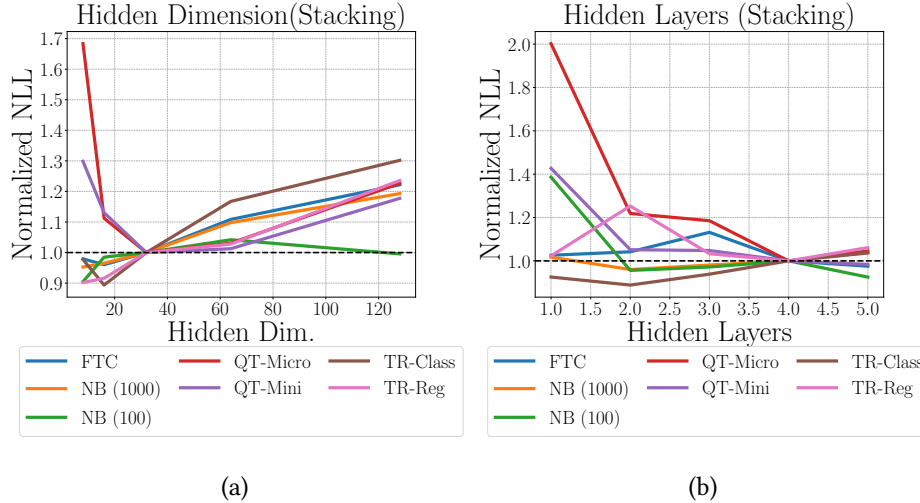 Hidden Dimension(Stacking)
Normalized NLL
1.7
1.6
1.5
1.4
1.3
1.2
1.1
1.0
0.9
20 40 60 80 100 120
Hidden Dim.
FTC QT-Micro TR-Class
NB (1000) QT-Mini TR-Reg
NB (100)
(a)
Hidden Layers (Stacking)
Normalized NLL
2.0
1.8
1.6
1.4
1.2
1.0
1.0 1.5 2.0 2.5 3.0 3.5 4.0 4.5 5.0
Hidden Layers
FTC QT-Micro TR-Class
NB (1000) QT-Mini TR-Reg
NB (100)
(b)